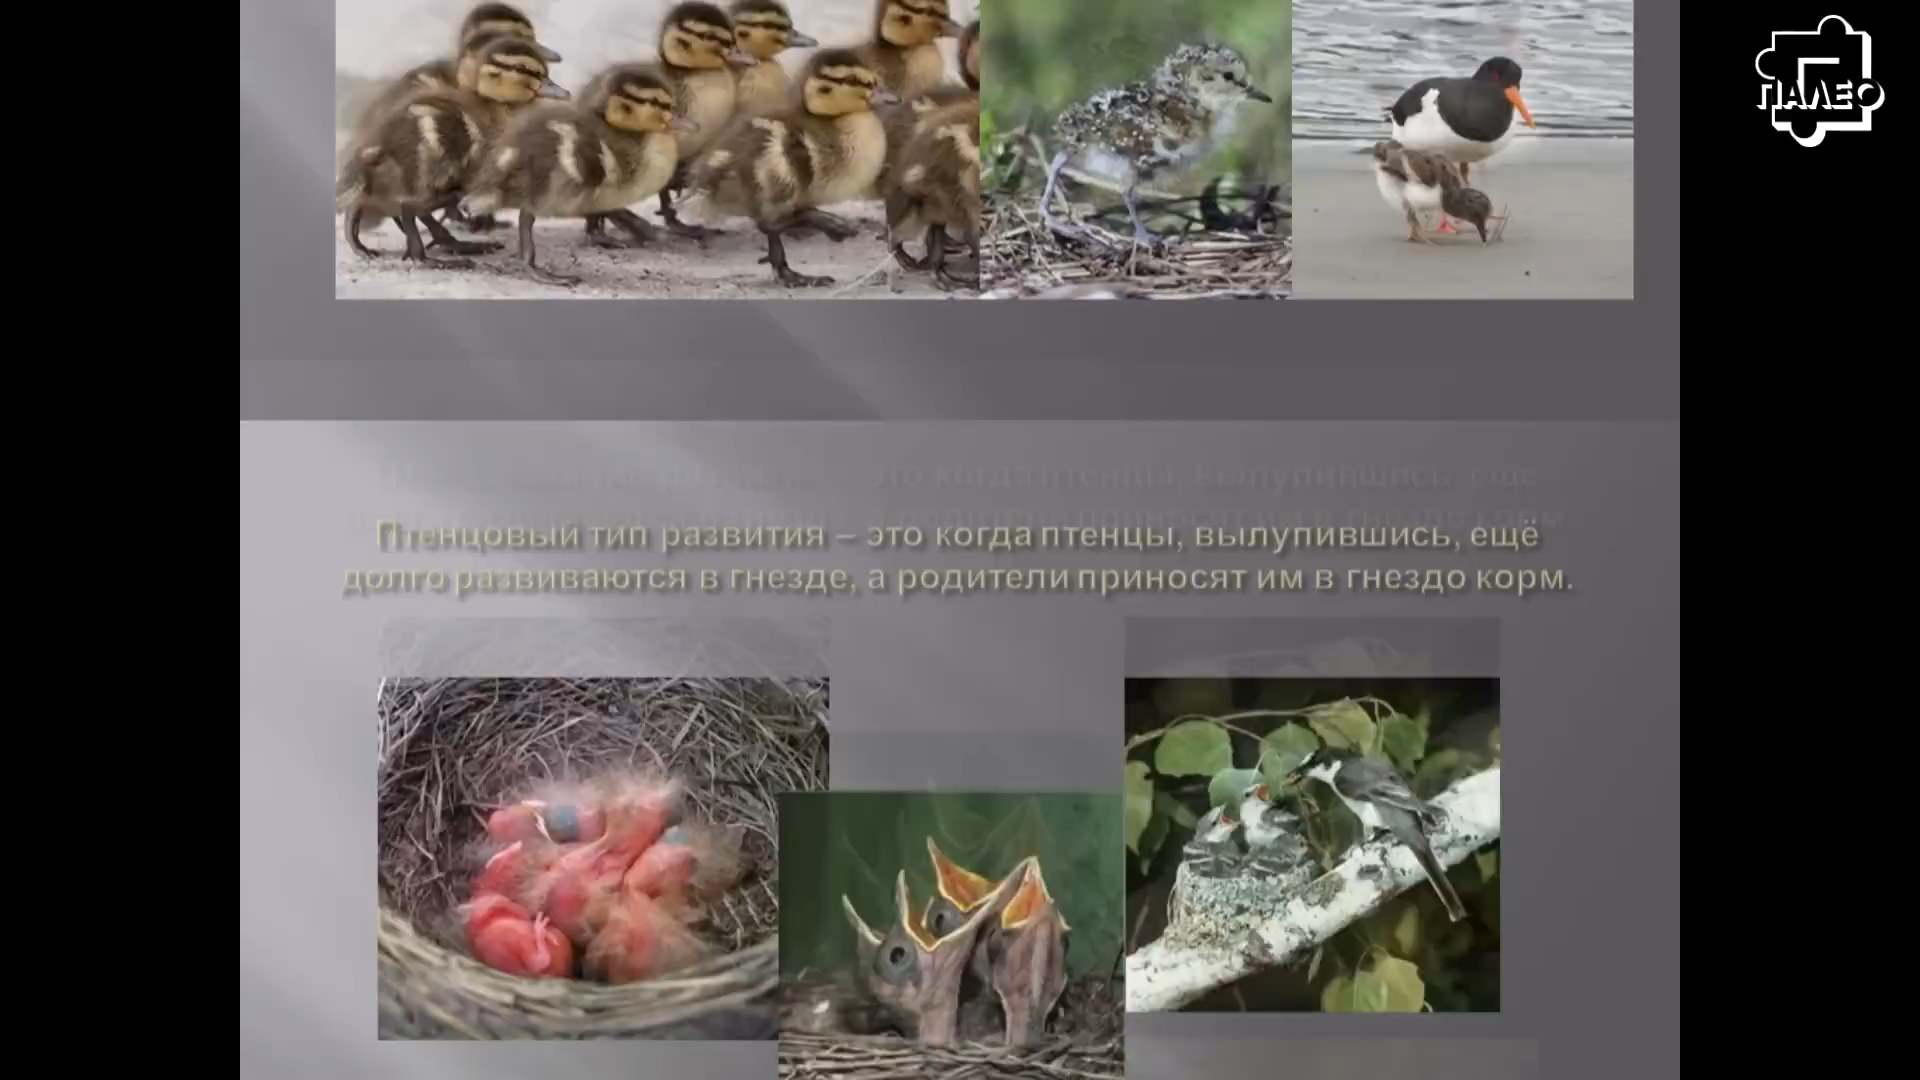 ПАЛЕО
Птенцовый тип развития – это когда птенцы, вылупившись, ещё
долго развиваются в гнезде, а родители приносят им в гнездо корм.